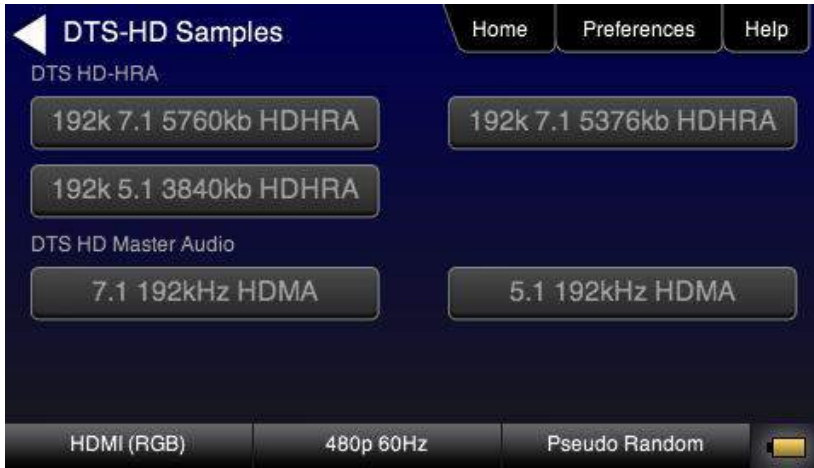 DTS-HD Samples
Home
Preferences
Help
DTS HD-HRA
192k 7.1 5760kb HDHRA
192k 7.1 5376kb HDHRA
192k 5.1 3840kb HDHRA
DTS HD Master Audio
7.1 192kHz HDMA
5.1 192kHz HDMA
HDMI (RGB)
480p 60Hz
Pseudo Random